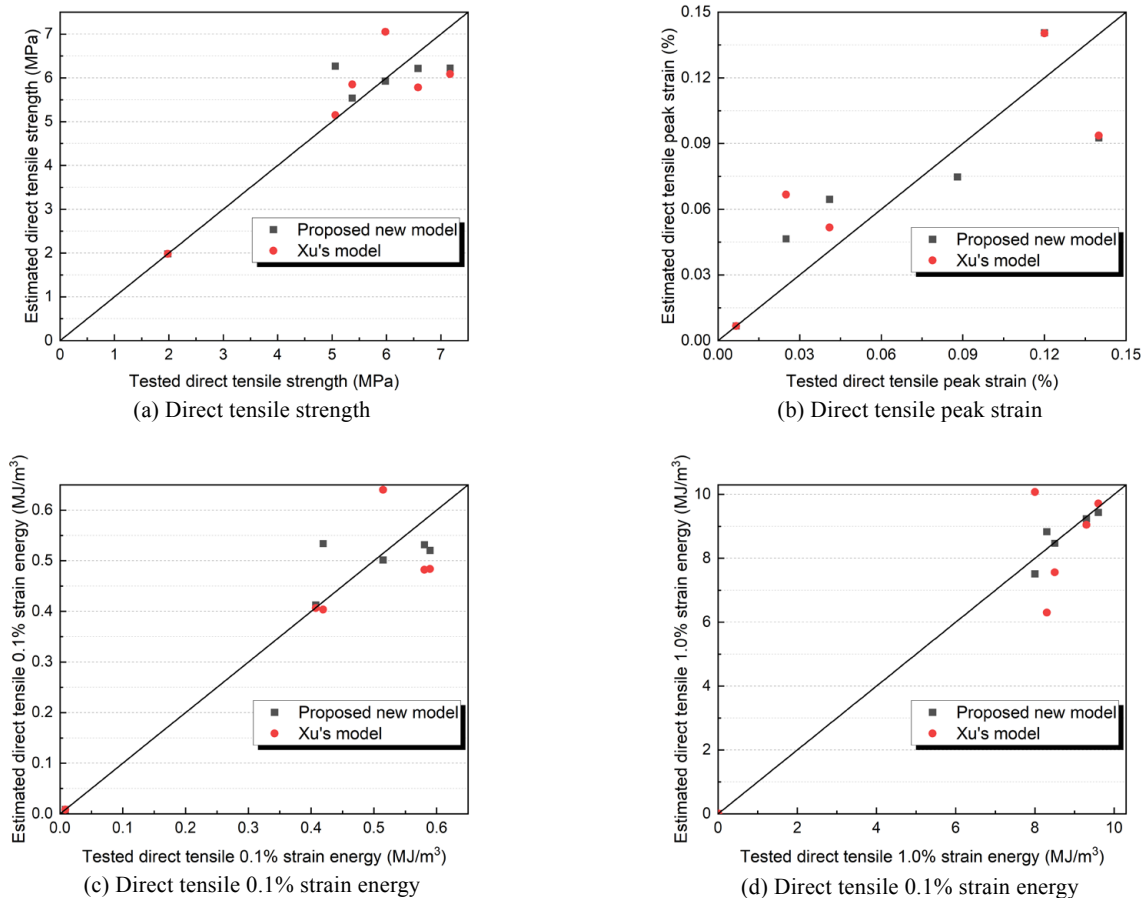 Estimated direct tensile strength (MPa)
7
6
5
4
3
2
1
0
0 1 2 3 4 5 6 7
Proposed new model
Xu's model
Tested direct tensile strength (MPa)
(a) Direct tensile strength
Estimated direct tensile peak strain (%)
0.15
0.12
0.09
0.06
0.03
0.00
0.00 0.03 0.06 0.09 0.12 0.15
Proposed new model
Xu's model
Tested direct tensile peak strain (%)
(b) Direct tensile peak strain
Estimated direct tensile 0.1% strain energy (MJ/m³)
0.6
0.5
0.4
0.3
0.2
0.1
0.0
0.0 0.1 0.2 0.3 0.4 0.5 0.6
Proposed new model
Xu's model
Tested direct tensile 0.1% strain energy (MJ/m³)
(c) Direct tensile 0.1% strain energy
Estimated direct tensile 1.0% strain energy (MJ/m³)
10
8
6
4
2
0
0 2 4 6 8 10
Proposed new model
Xu's model
Tested direct tensile 1.0% strain energy (MJ/m³)
(d) Direct tensile 0.1% strain energy